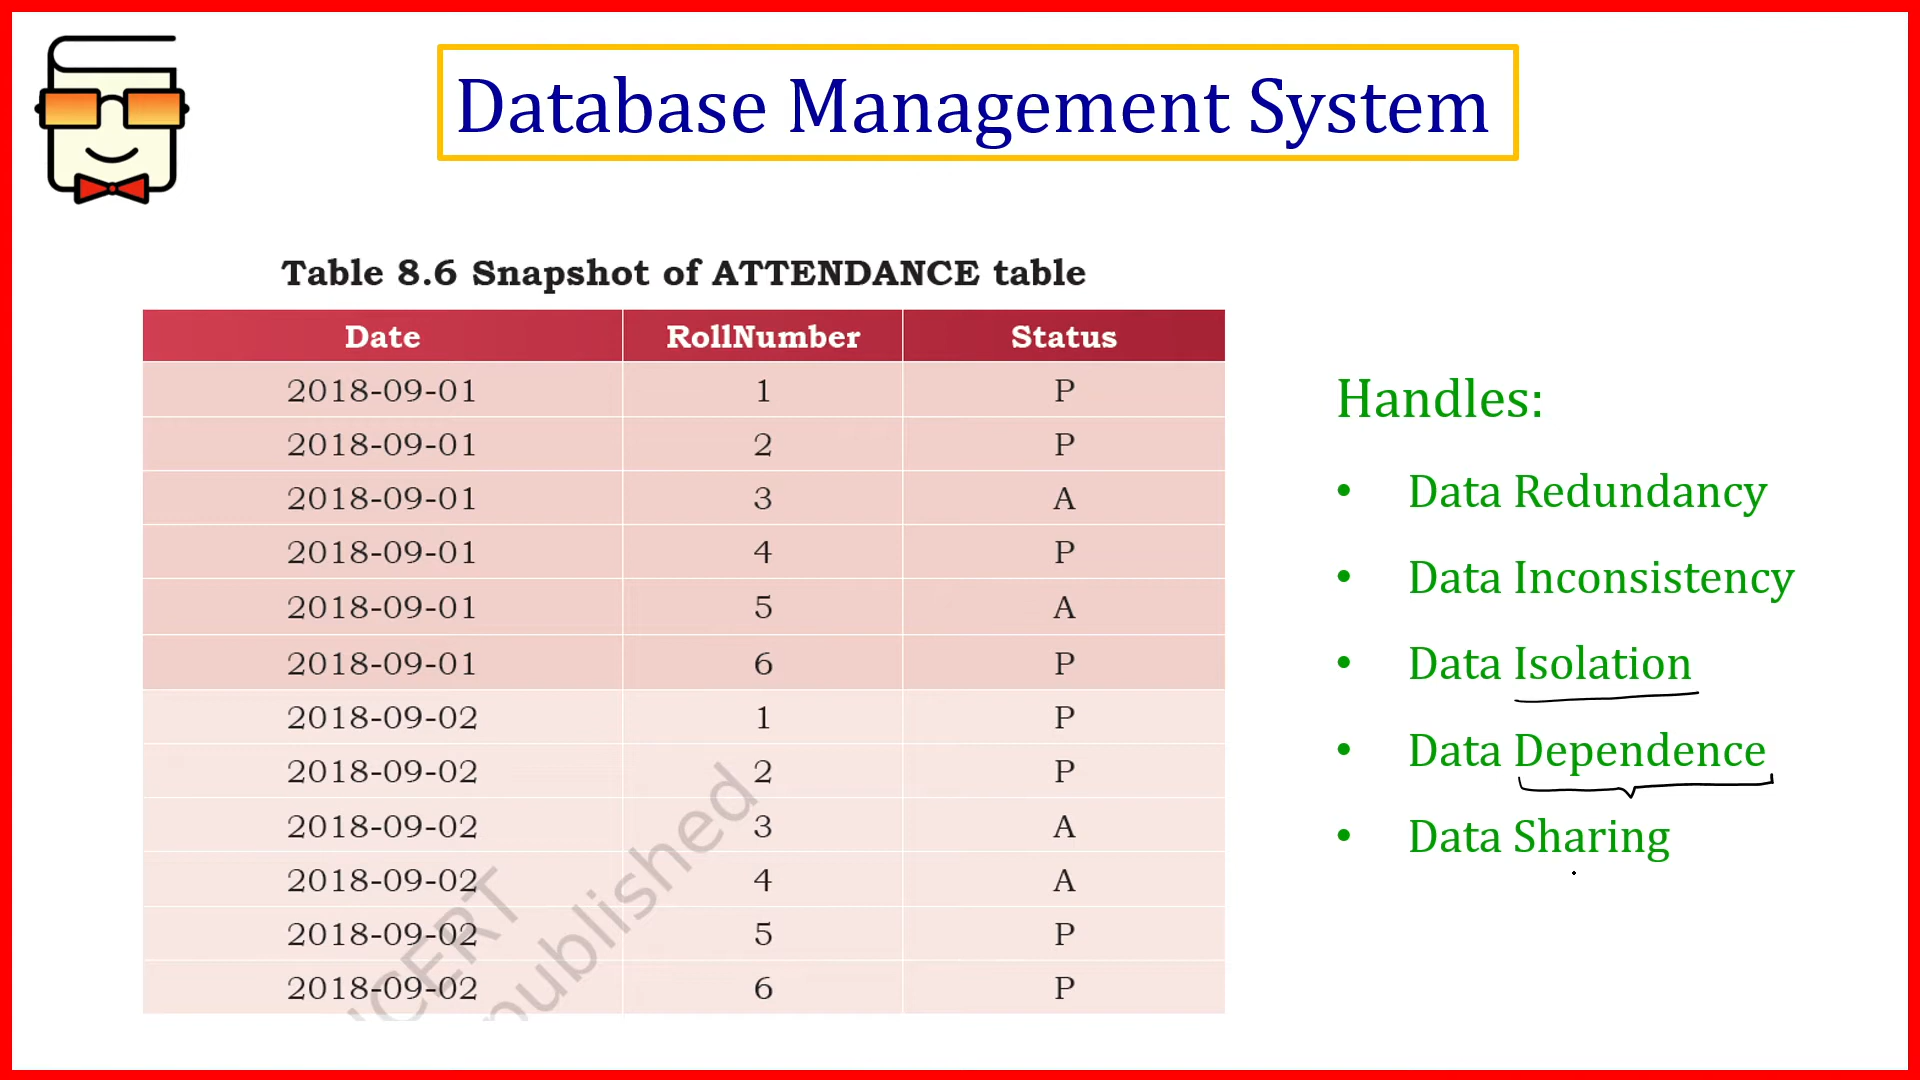 Database Management System
Table 8.6 Snapshot of ATTENDANCE table
Date RollNumber Status
2018-09-01 1 P
2018-09-01 2 P
2018-09-01 3 A
2018-09-01 4 P
2018-09-01 5 A
2018-09-01 6 P
2018-09-02 1 P
2018-09-02 2 P
2018-09-02 3 A
2018-09-02 4 A
2018-09-02 5 P
2018-09-02 6 P
NCERT
published
Handles:
• Data Redundancy
• Data Inconsistency
• Data Isolation
• Data Dependence
• Data Sharing